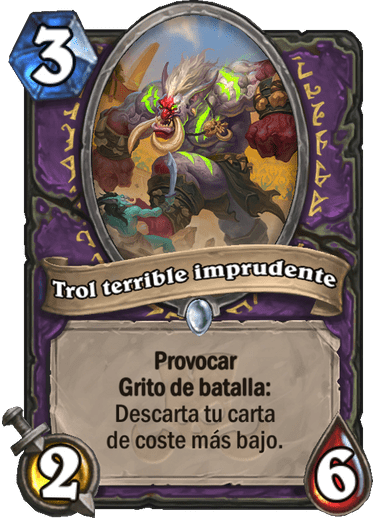 3
Trol terrible imprudente
Provocar
Grito de batalla:
Descarta tu carta
de coste más bajo.
2
6